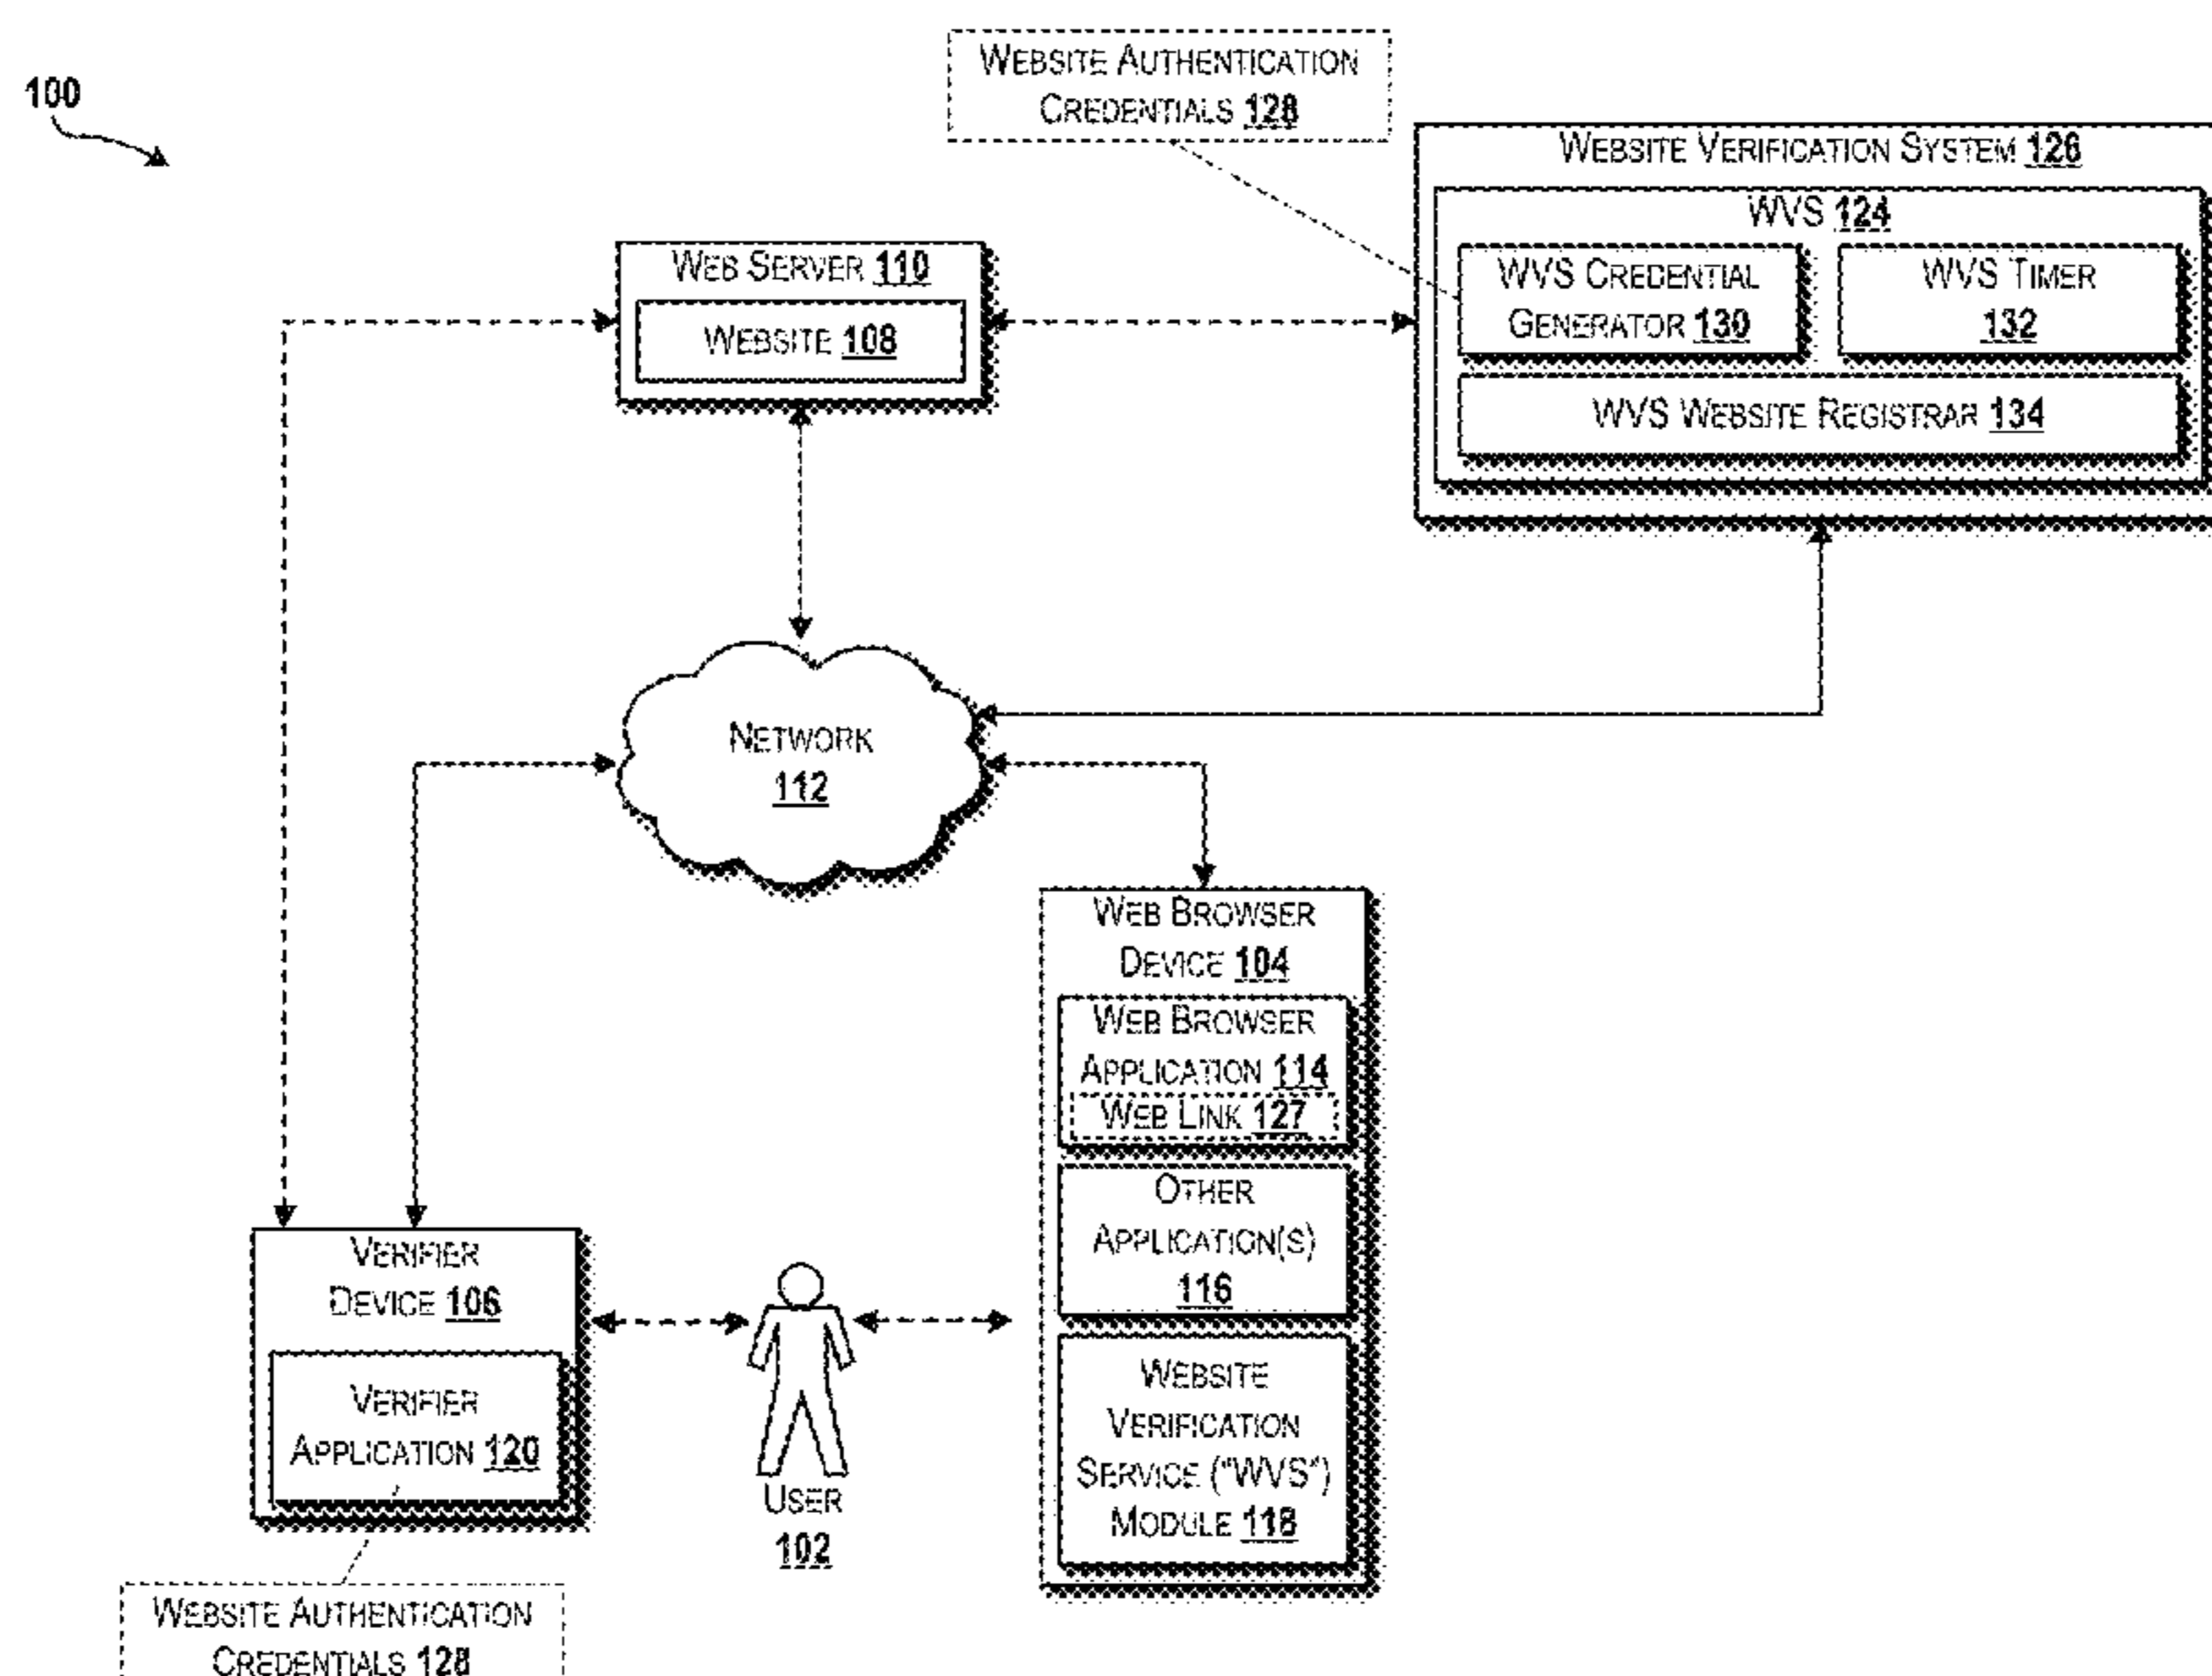 100
WEBSITE AUTHENTICATION
CREDENTIALS 128
WEBSITE VERIFICATION SYSTEM 126
WVS 124
WVS CREDENTIAL
GENERATOR 130
WVS TIMER
132
WVS WEBSITE REGISTRAR 134
WEB SERVER 110
WEBSITE 108
NETWORK
112
WEB BROWSER
DEVICE 104
WEB BROWSER
APPLICATION 114
WEB LINK 127
OTHER
APPLICATION(S)
116
WEBSITE
VERIFICATION
SERVICE ("WVS")
MODULE 118
VERIFIER
DEVICE 106
VERIFIER
APPLICATION 120
USER
102
WEBSITE AUTHENTICATION
CREDENTIALS 128